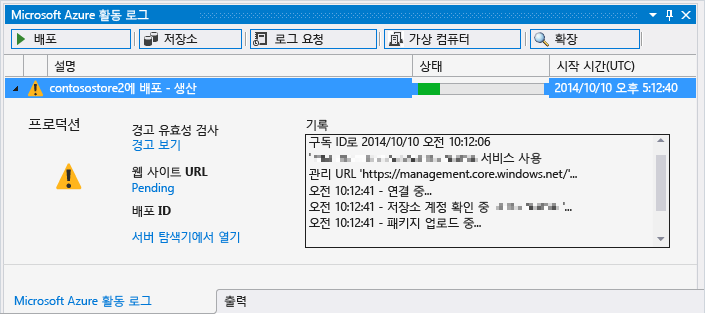 Microsoft Azure 활동 로그
배포 저장소 로그 요청 가상 컴퓨터 확장
설명 상태 시작 시간(UTC)
contosostore2에 배포 - 생산 2014/10/10 오후 5:12:40
프로덕션
경고 유효성 검사
경고 보기
웹 사이트 URL
Pending
배포 ID
서버 탐색기에서 열기
기록
구독 ID로 2014/10/10 오전 10:12:06
' 서비스 사용
관리 URL 'https://management.core.windows.net/'...
오전 10:12:41 - 연결 중...
오전 10:12:41 - 저장소 계정 확인 중 '...
오전 10:12:41 - 패키지 업로드 중...
Microsoft Azure 활동 로그 출력